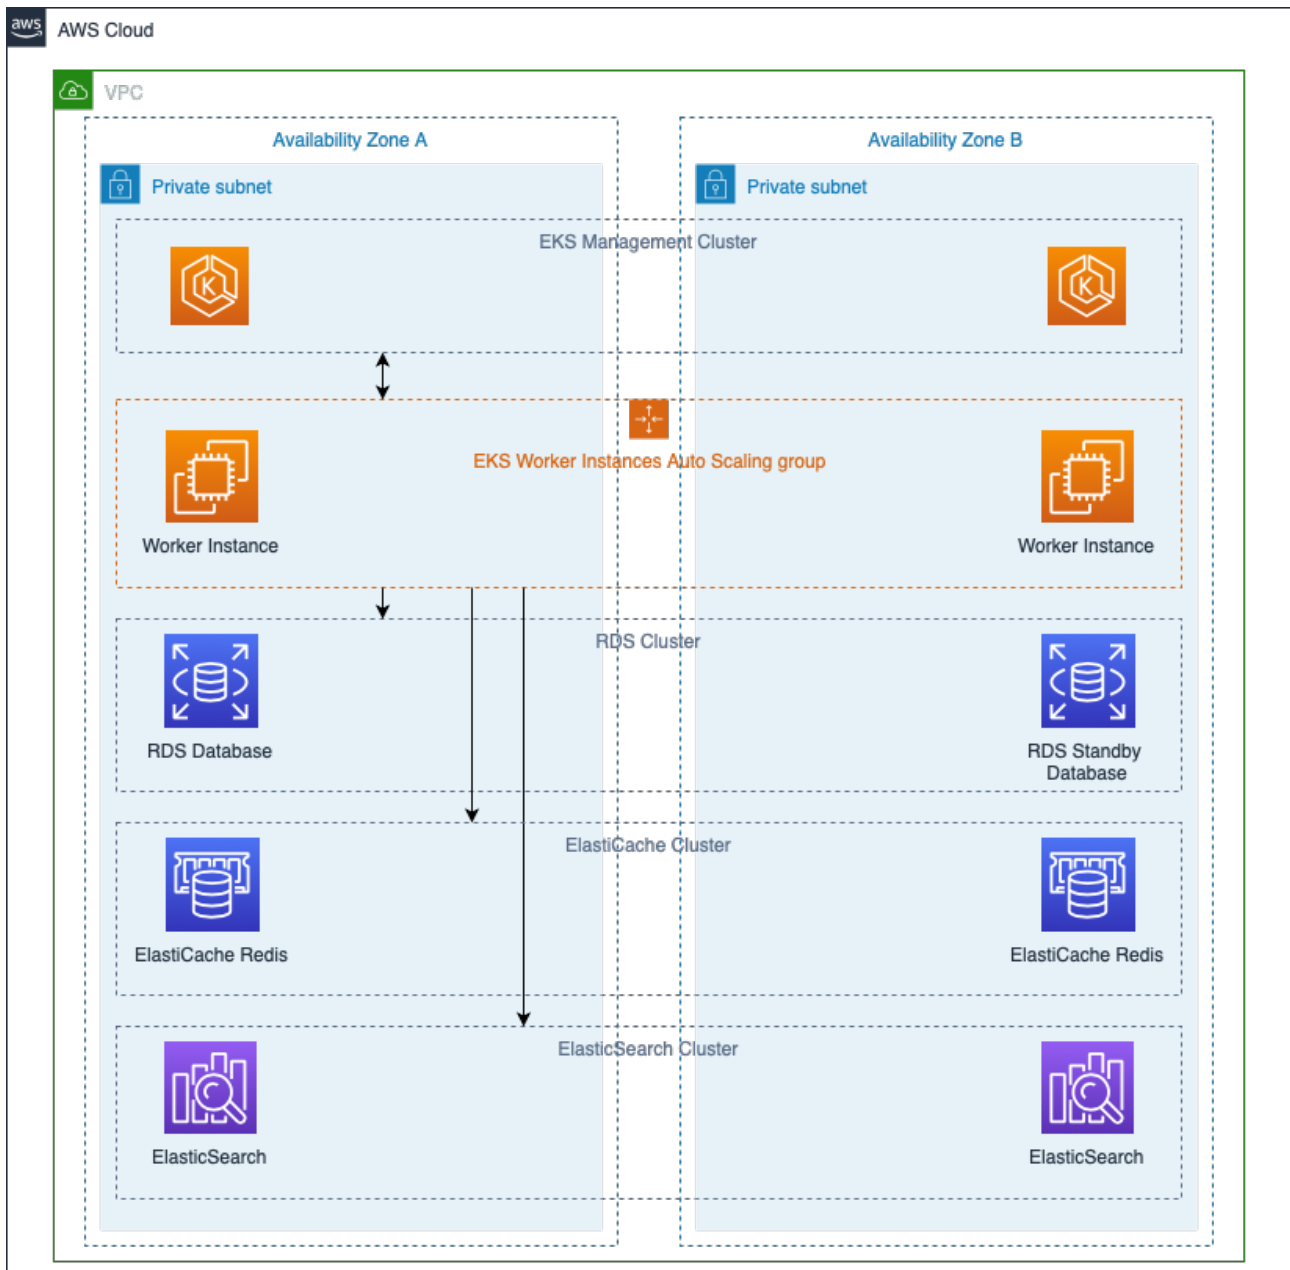 aws
AWS Cloud
VPC
Availability Zone A
Availability Zone B
Private subnet
Private subnet
EKS Management Cluster
K
K
EKS Worker Instances Auto Scaling group
Worker Instance
Worker Instance
RDS Cluster
RDS Database
RDS Standby
Database
ElastiCache Cluster
ElastiCache Redis
ElastiCache Redis
ElasticSearch Cluster
ElasticSearch
ElasticSearch